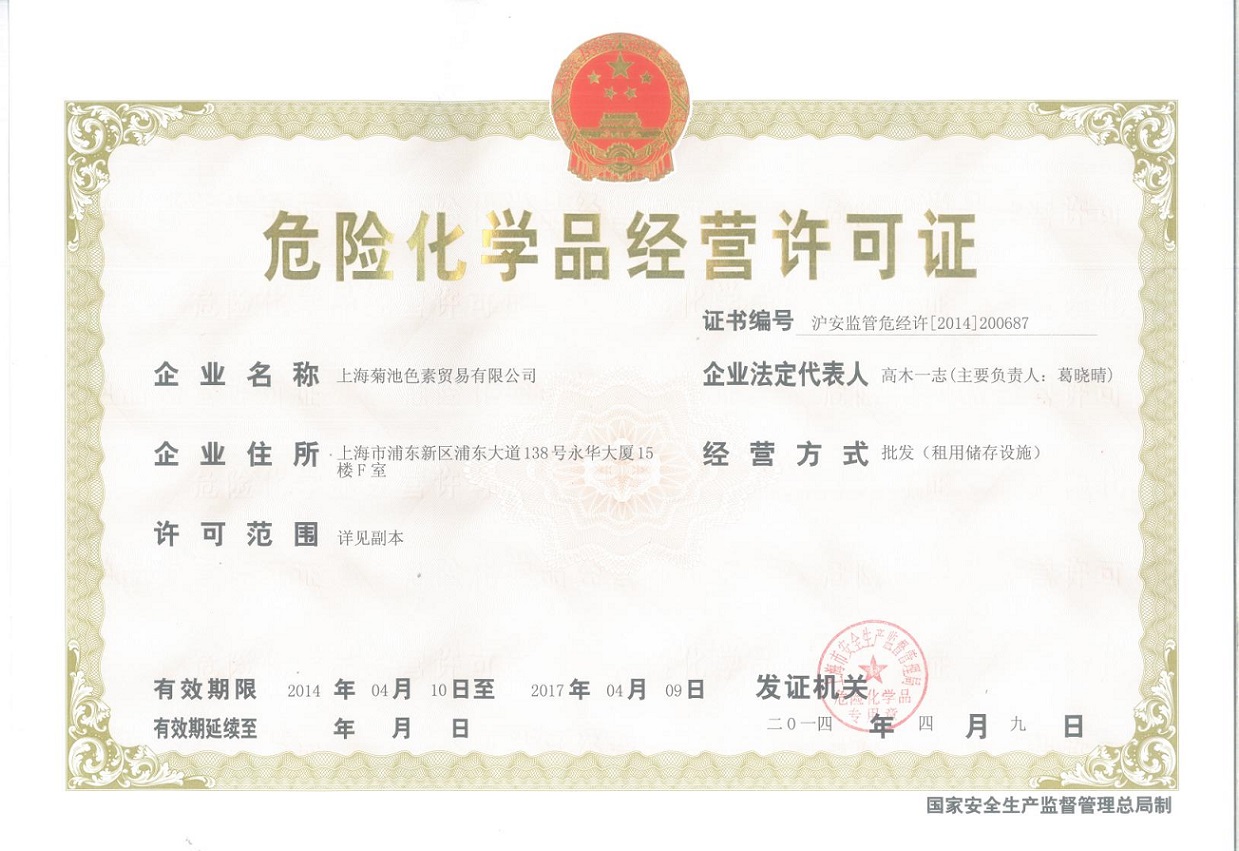 危险化学品经营许可证
证书编号 沪安监管危经许[2014]200687
企业名称 上海菊池色素贸易有限公司
企业法定代表人 高木一志(主要负责人：葛晓晴)
企业住所 上海市浦东新区浦东大道138号永华大厦15
楼F室
经营方式 批发（租用储存设施）
许可范围 详见副本
有效期限 2014 年 04 月 10 日至 2017 年 04 月 09 日
发证机关
上海市安全生产监督管理局
危险化学品
专用章
有效期延续至 年 月 日
二0一四 年 四 月 九 日
国家安全生产监督管理总局制